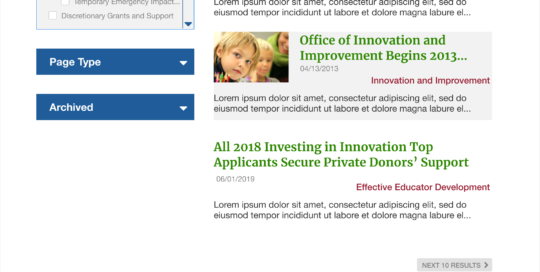 Temporary Emergency Impact...
Discretionary Grants and Support
Page Type
Archived
Lorem ipsum dolor sit amet, consectetur adipiscing elit, sed do
eiusmod tempor incididunt ut labore et dolore magna labure el...
Office of Innovation and
Improvement Begins 2013...
04/13/2013
Innovation and Improvement
Lorem ipsum dolor sit amet, consectetur adipiscing elit, sed do
eiusmod tempor incididunt ut labore et dolore magna labure el...
All 2018 Investing in Innovation Top
Applicants Secure Private Donors’ Support
06/01/2019
Effective Educator Development
Lorem ipsum dolor sit amet, consectetur adipiscing elit, sed do
eiusmod tempor incididunt ut labore et dolore magna labure el...
NEXT 10 RESULTS